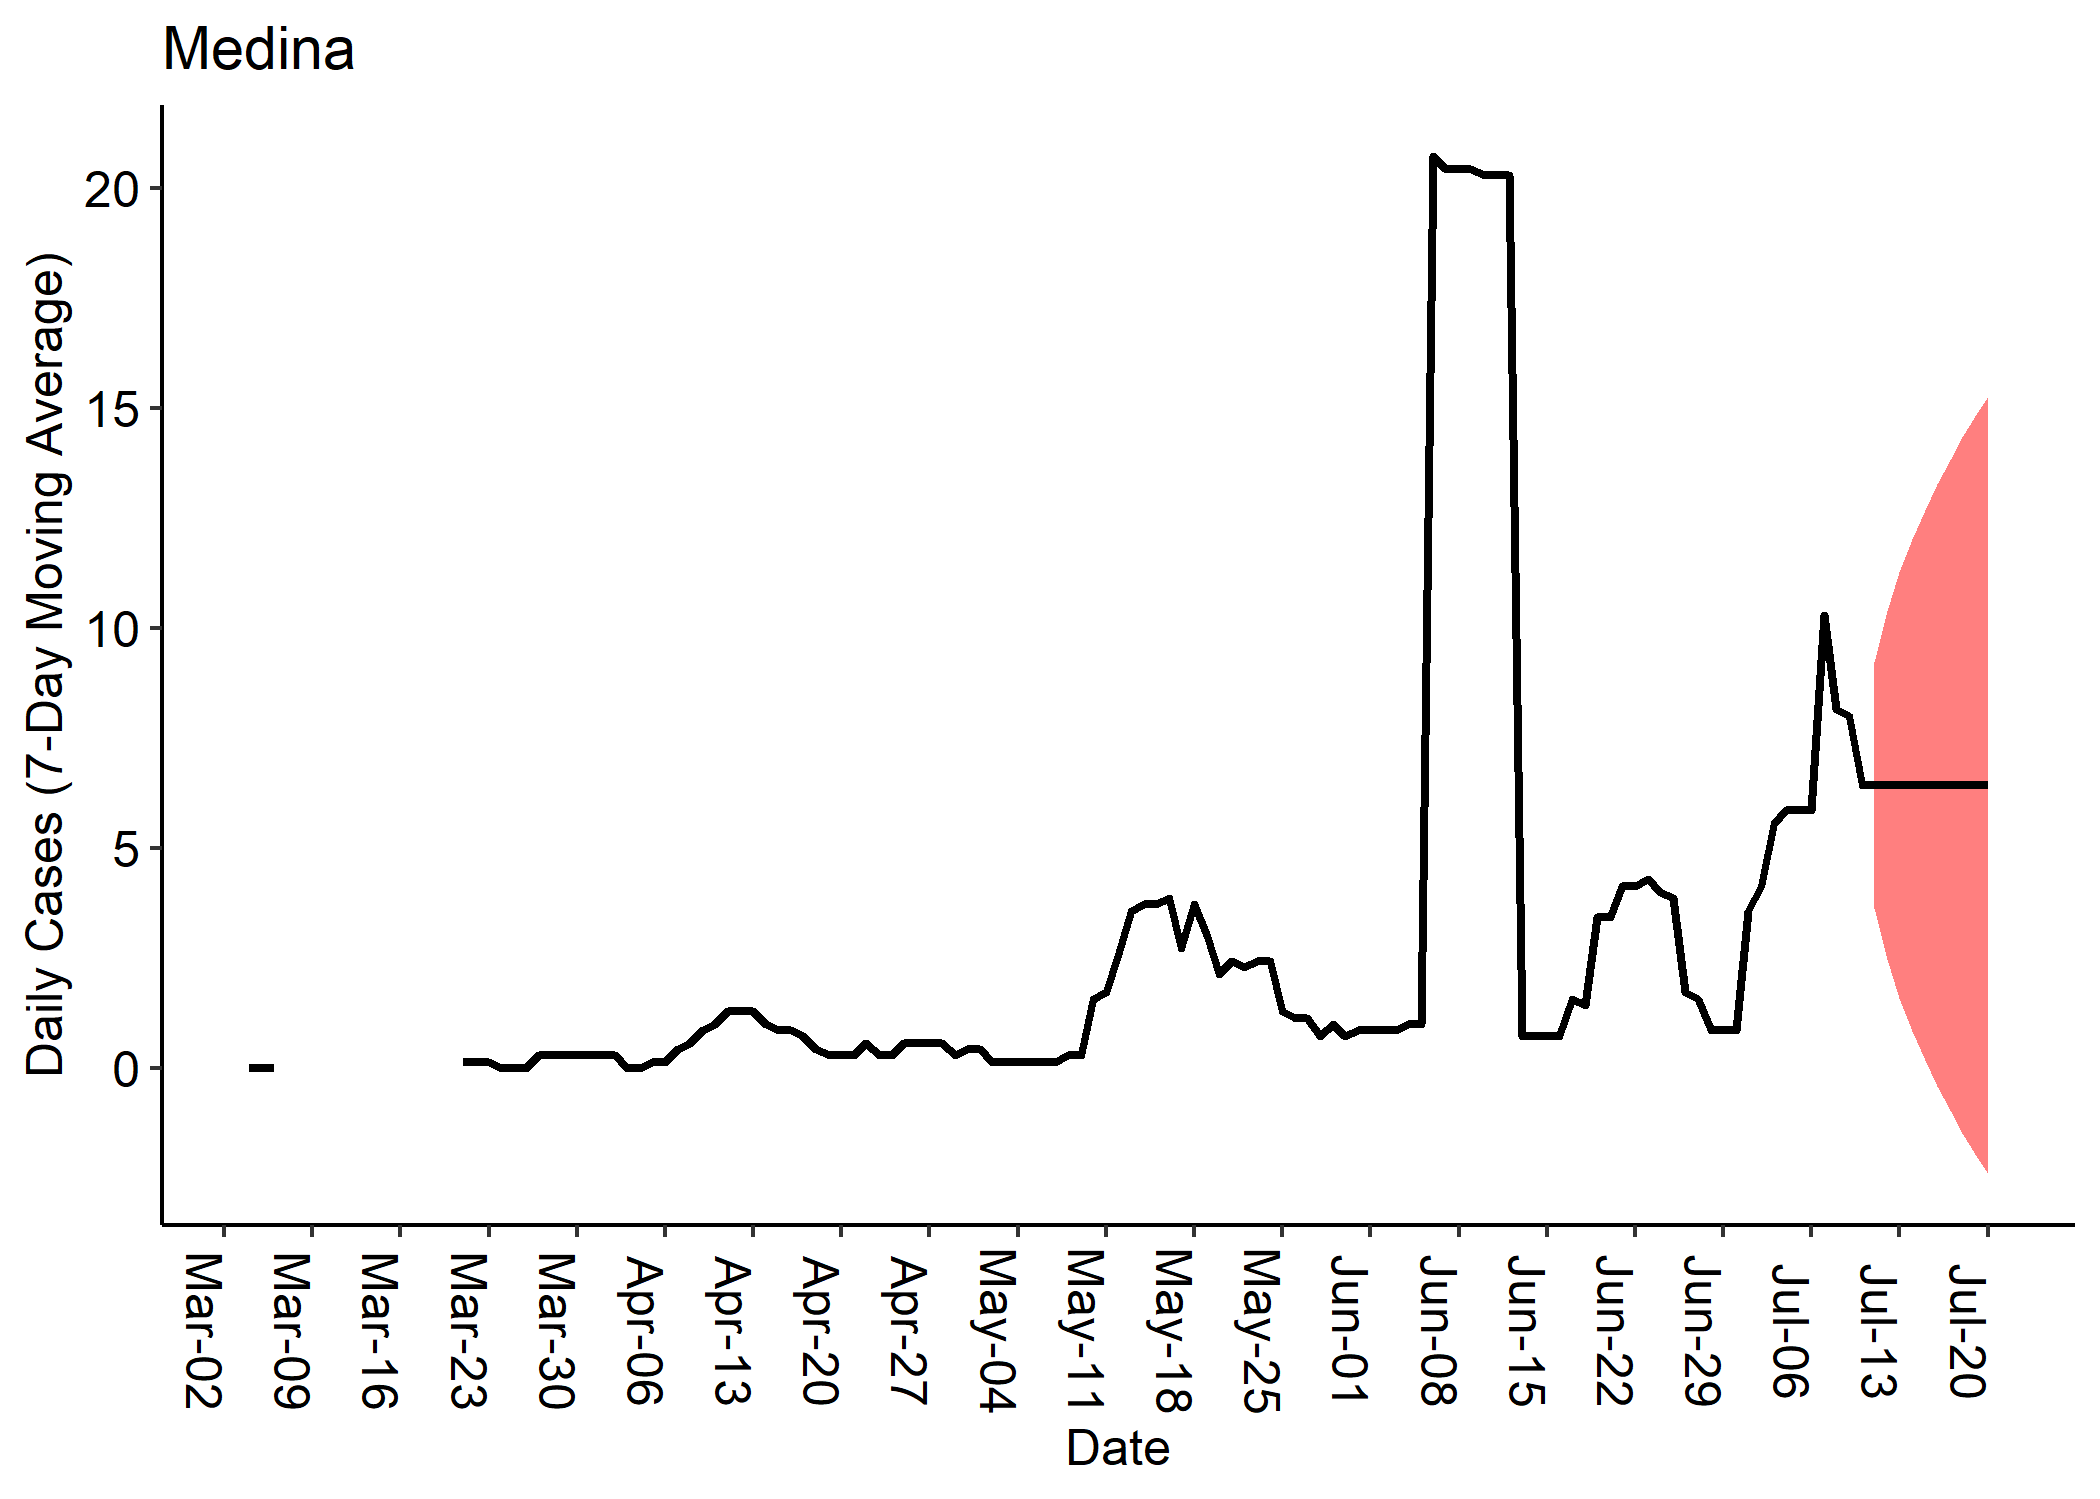 Medina
Daily Cases (7-Day Moving Average)
20
15
10
5
0
Mar-02
Mar-09
Mar-16
Mar-23
Mar-30
Apr-06
Apr-13
Apr-20
Apr-27
May-04
May-11
May-18
May-25
Jun-01
Jun-08
Jun-15
Jun-22
Jun-29
Jul-06
Jul-13
Jul-20
Date